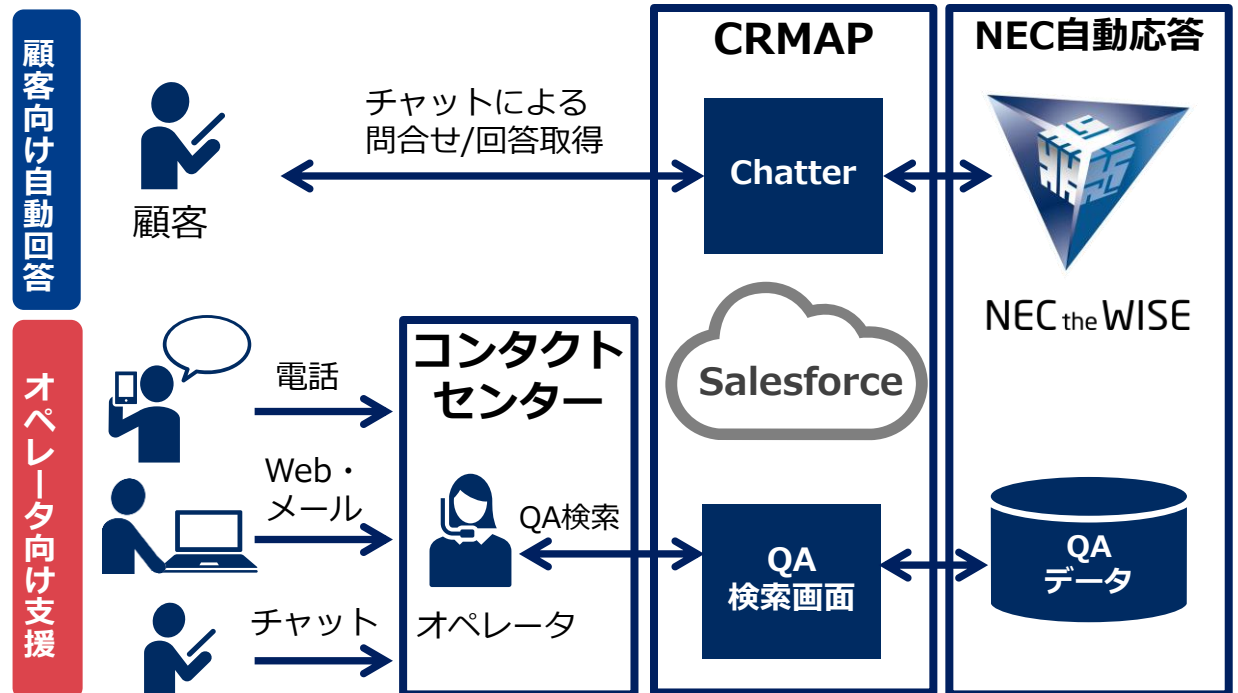 顧客向け自動回答
顧客
チャットによる
問合せ/回答取得
CRMAP
Chatter
NEC自動応答
NEC the WISE
Salesforce
オペレータ向け支援
電話
Web・
メール
チャット
コンタクト
センター
オペレータ
QA検索
QA
検索画面
QA
データ